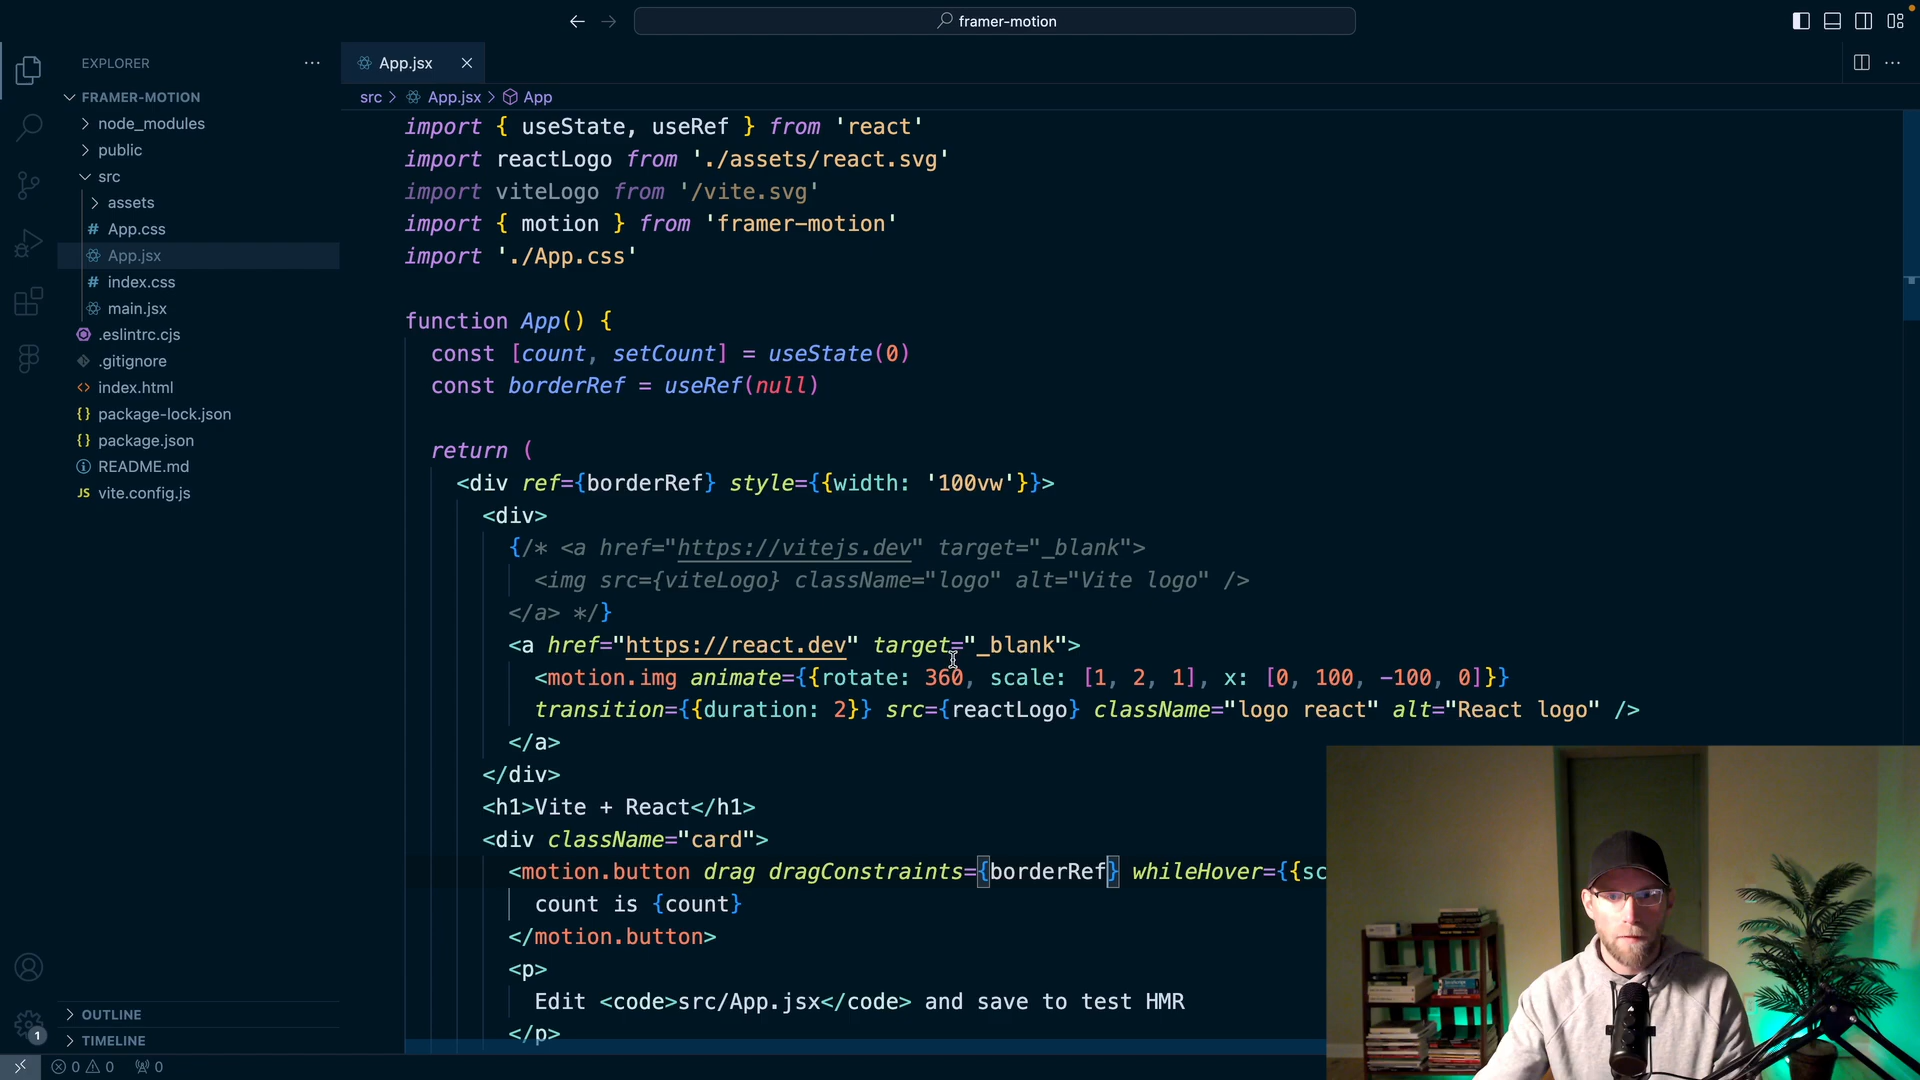 framer-motion
EXPLORER
App.jsx
FRAMER-MOTION
src > App.jsx > App
node_modules
public
src
assets
App.css
App.jsx
index.css
main.jsx
.eslintrc.cjs
.gitignore
index.html
package-lock.json
package.json
README.md
JS vite.config.js
import { useState, useRef } from 'react'
import reactLogo from './assets/react.svg'
import viteLogo from '/vite.svg'
import { motion } from 'framer-motion'
import './App.css'
function App() {
const [count, setCount] = useState(0)
const borderRef = useRef(null)
return (
<div ref={borderRef} style={{width: '100vw'}}>
<div>
{/* <a href="https://vitejs.dev" target="_blank">
<img src={viteLogo} className="logo" alt="Vite logo" />
</a> */}
<a href="https://react.dev" target="_blank">
<motion.img animate={{rotate: 360, scale: [1, 2, 1], x: [0, 100, -100, 0]}}
transition={{duration: 2}} src={reactLogo} className="logo react" alt="React logo" />
</a>
</div>
<h1>Vite + React</h1>
<div className="card">
<motion.button drag dragConstraints={borderRef} whileHover={{sc
count is {count}
</motion.button>
<p>
Edit <code>src/App.jsx</code> and save to test HMR
</p>
OUTLINE
TIMELINE
1
0 0 0